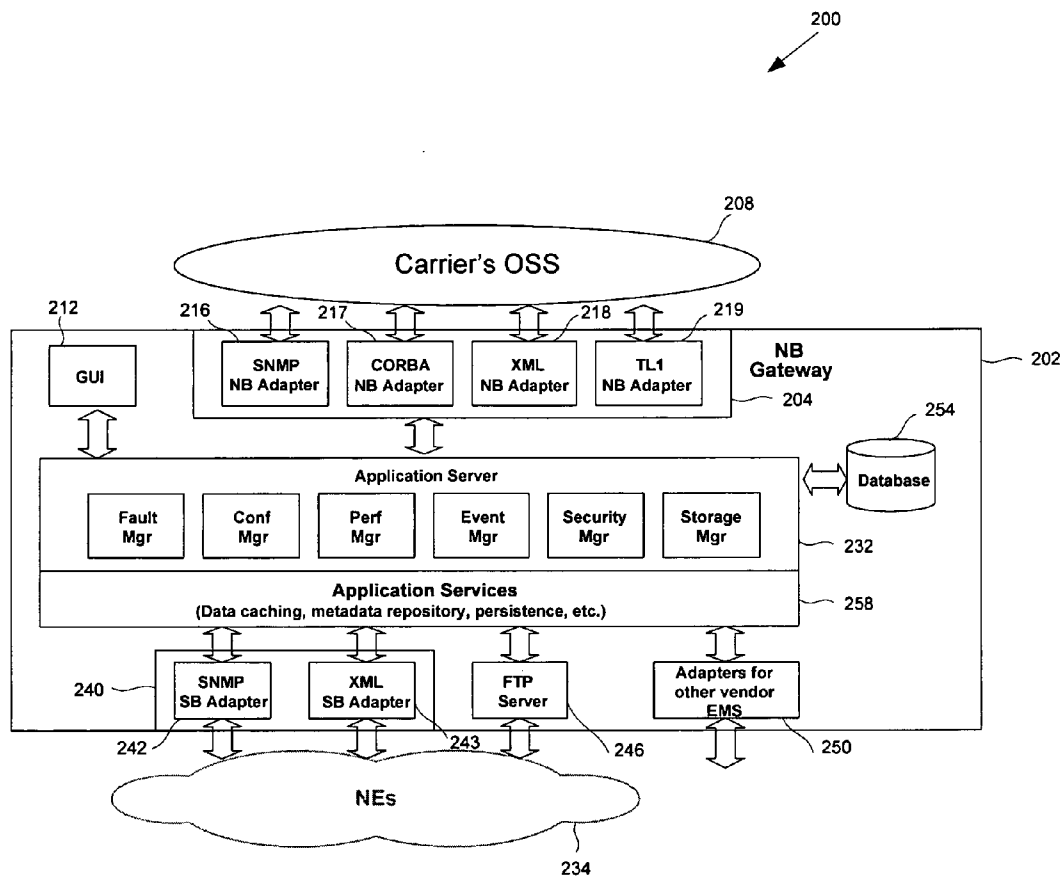 200
208
Carrier's OSS
212
216
217
218
219
GUI
SNMP
NB Adapter
CORBA
NB Adapter
XML
NB Adapter
TL1
NB Adapter
NB
Gateway
202
204
254
Database
Application Server
Fault
Mgr
Conf
Mgr
Perf
Mgr
Event
Mgr
Security
Mgr
Storage
Mgr
232
Application Services
(Data caching, metadata repository, persistence, etc.)
258
240
SNMP
SB Adapter
XML
SB Adapter
FTP
Server
Adapters for
other vendor
EMS
242
243
246
250
NEs
234